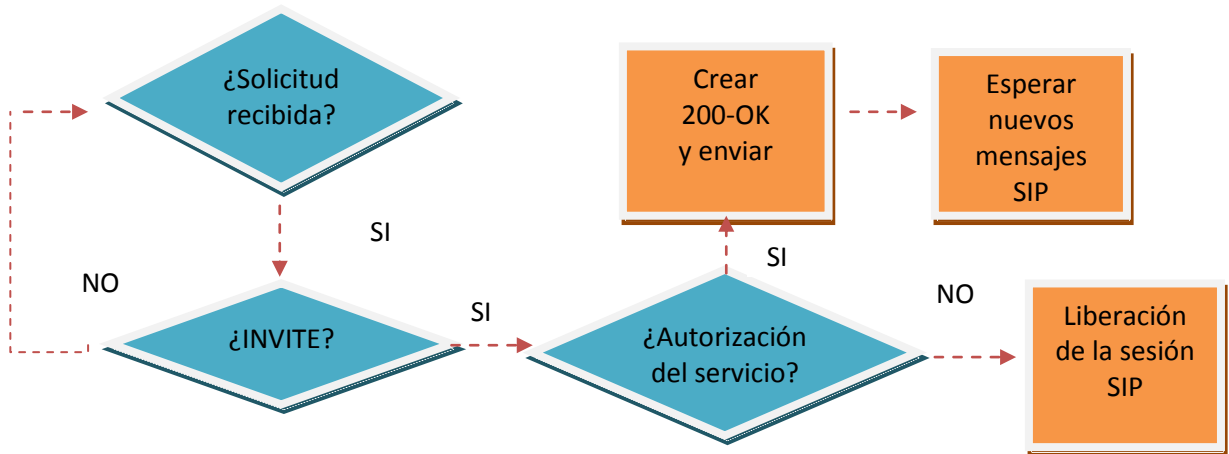 ¿Solicitud
recibida?
SI
NO
¿INVITE?
SI
¿Autorización
del servicio?
SI
Crear
200-OK
y enviar
Esperar
nuevos
mensajes
SIP
NO
Liberación
de la sesión
SIP